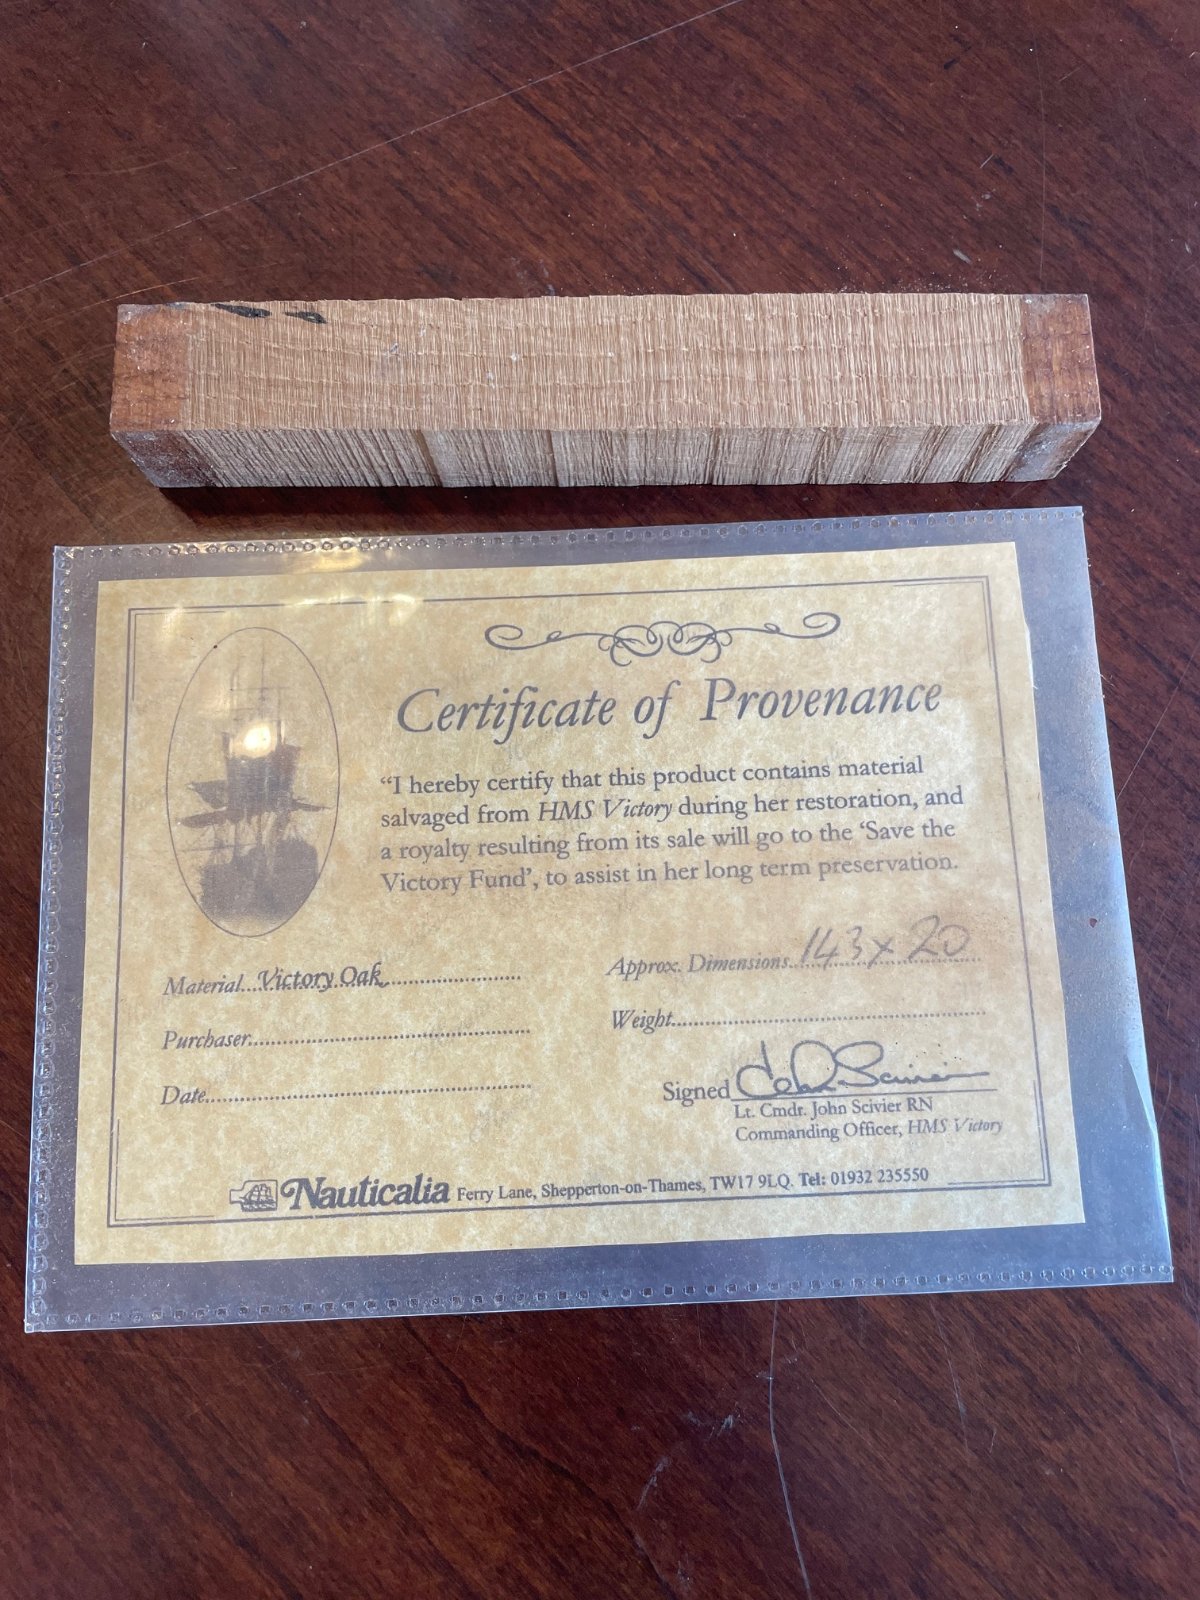 Certificate of Provenance
“I hereby certify that this product contains material
salvaged from HMS Victory during her restoration, and
a royalty resulting from its sale will go to the ‘Save the
Victory Fund’, to assist in her long term preservation.
Material....Victory Oak..........................
Approx. Dimensions..143 x 20
Purchaser..................................................
Weight.......................................................
Date..........................................................
Signed John Scivier
Lt. Cmdr. John Scivier RN
Commanding Officer, HMS Victory
Nauticalia Ferry Lane, Shepperton-on-Thames, TW17 9LQ. Tel: 01932 235550